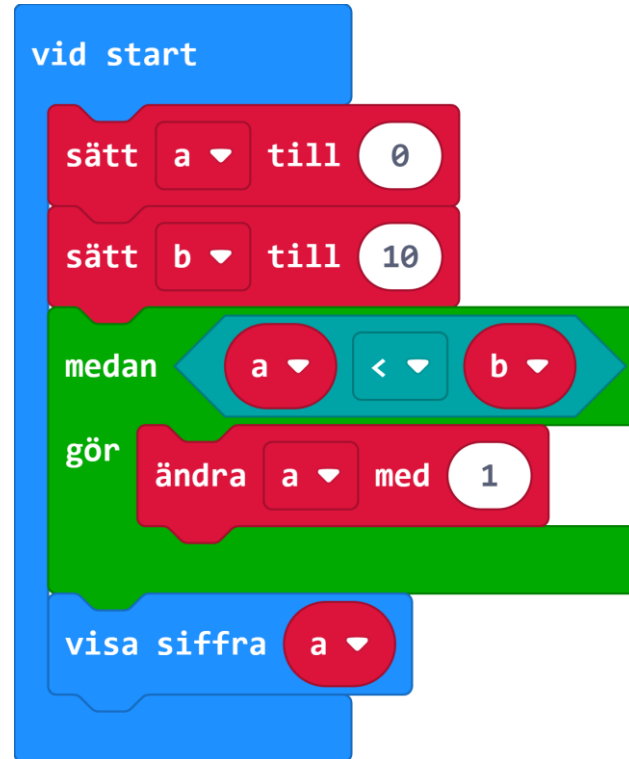 vid start
sätt a till 0
sätt b till 10
medan a < b
gör
ändra a med 1
visa siffra a